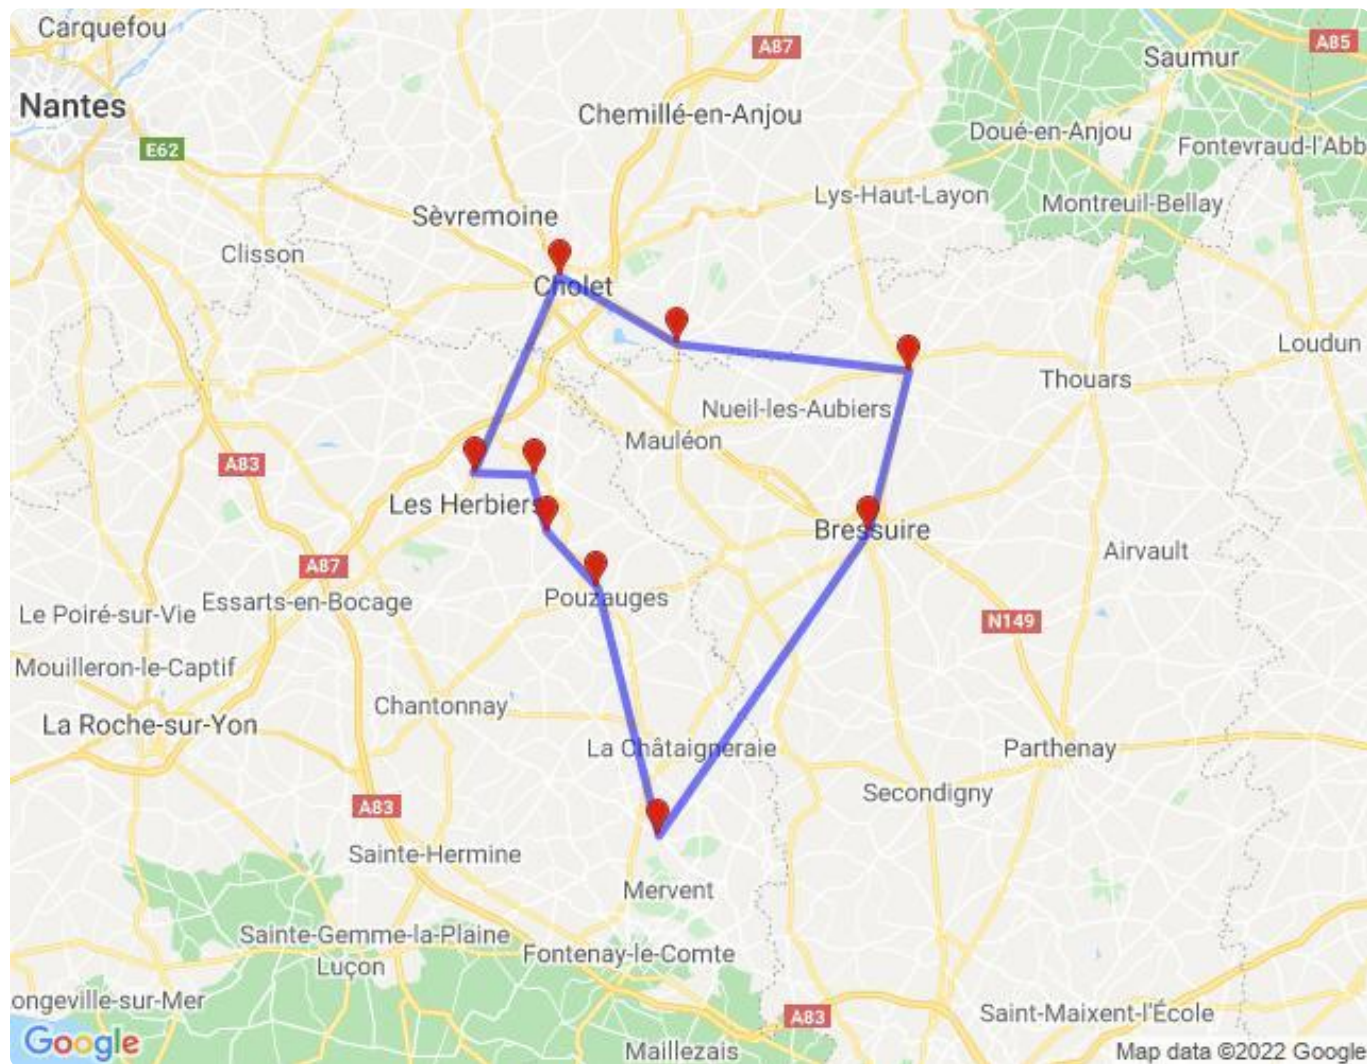 Carquefou
A87
A85
Saumur
Nantes
Chemillé-en-Anjou
Doué-en-Anjou
E62
Fontevraud-l'Abb
Lys-Haut-Layon
Montreuil-Bellay
Sèvremoine
Clisson
Cholet
Loudun
Thouars
Nueil-les-Aubiers
Mauléon
A83
Les Herbiers
Bressuire
Airvault
A87
Pouzauges
Essarts-en-Bocage
Le Poiré-sur-Vie
N149
Mouilleron-le-Captif
Chantonnay
La Roche-sur-Yon
La Châtaigneraie
Parthenay
Secondigny
A83
Sainte-Hermine
Mervent
Sainte-Gemme-la-Plaine
Fontenay-le-Comte
Luçon
ongeville-sur-Mer
Saint-Maixent-l'École
A83
Google
Maillezais
Map data ©2022 Google